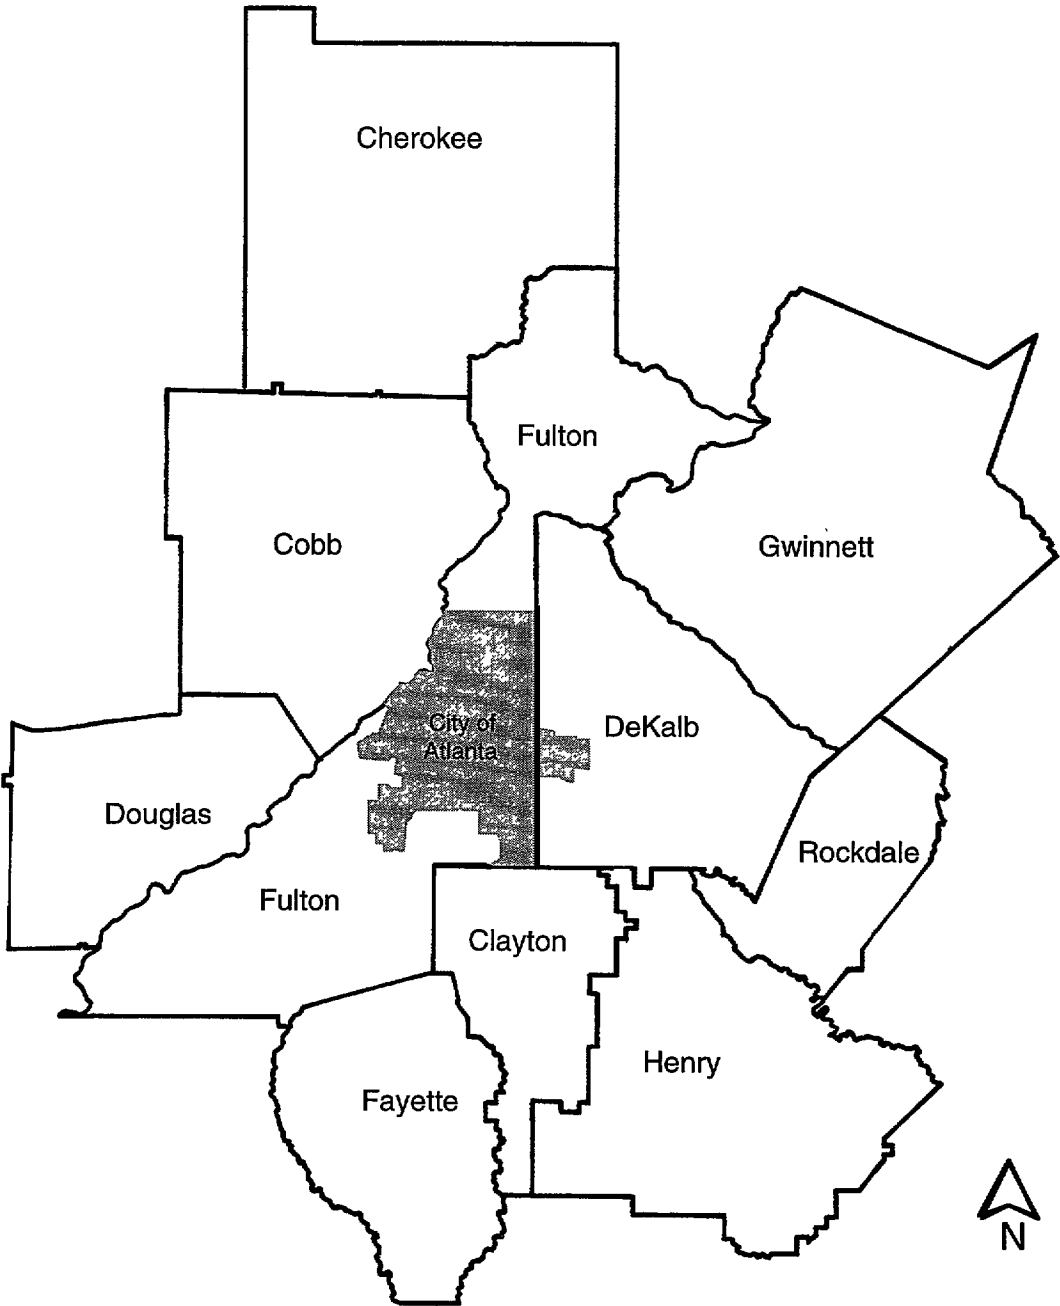 Cherokee
Fulton
Cobb
Gwinnett
City of
Atlanta
DeKalb
Douglas
Rockdale
Fulton
Clayton
Henry
Fayette
N